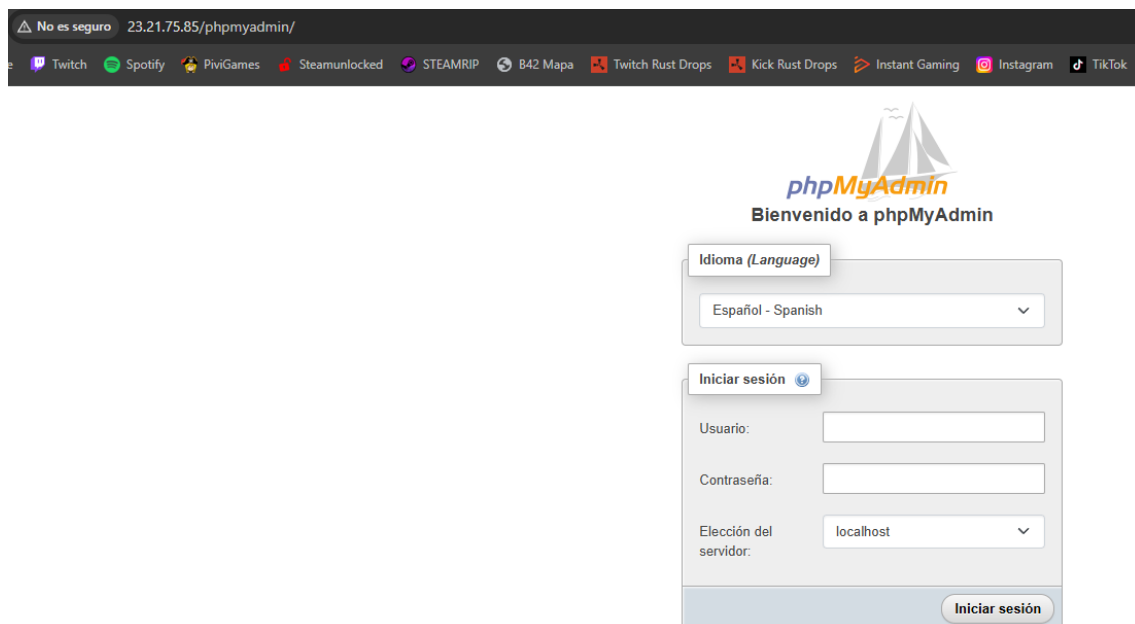 No es seguro 23.21.75.85/phpmyadmin/
e Twitch Spotify PiviGames Steamunlocked STEAMRIP B42 Mapa Twitch Rust Drops Kick Rust Drops Instant Gaming Instagram TikTok
phpMyAdmin
Bienvenido a phpMyAdmin
Idioma (Language)
Español - Spanish
Iniciar sesión
Usuario:
Contraseña:
Elección del servidor: localhost
Iniciar sesión